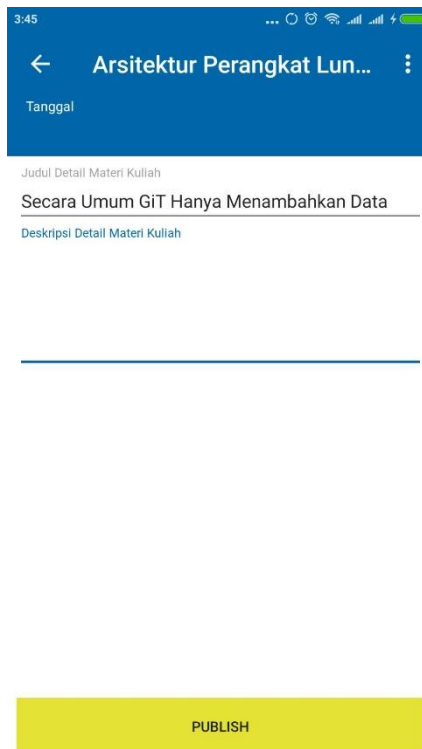 3:45
...
Arsitektur Perangkat Lun...
Tanggal
Judul Detail Materi Kuliah
Secara Umum GiT Hanya Menambahkan Data
Deskripsi Detail Materi Kuliah
PUBLISH